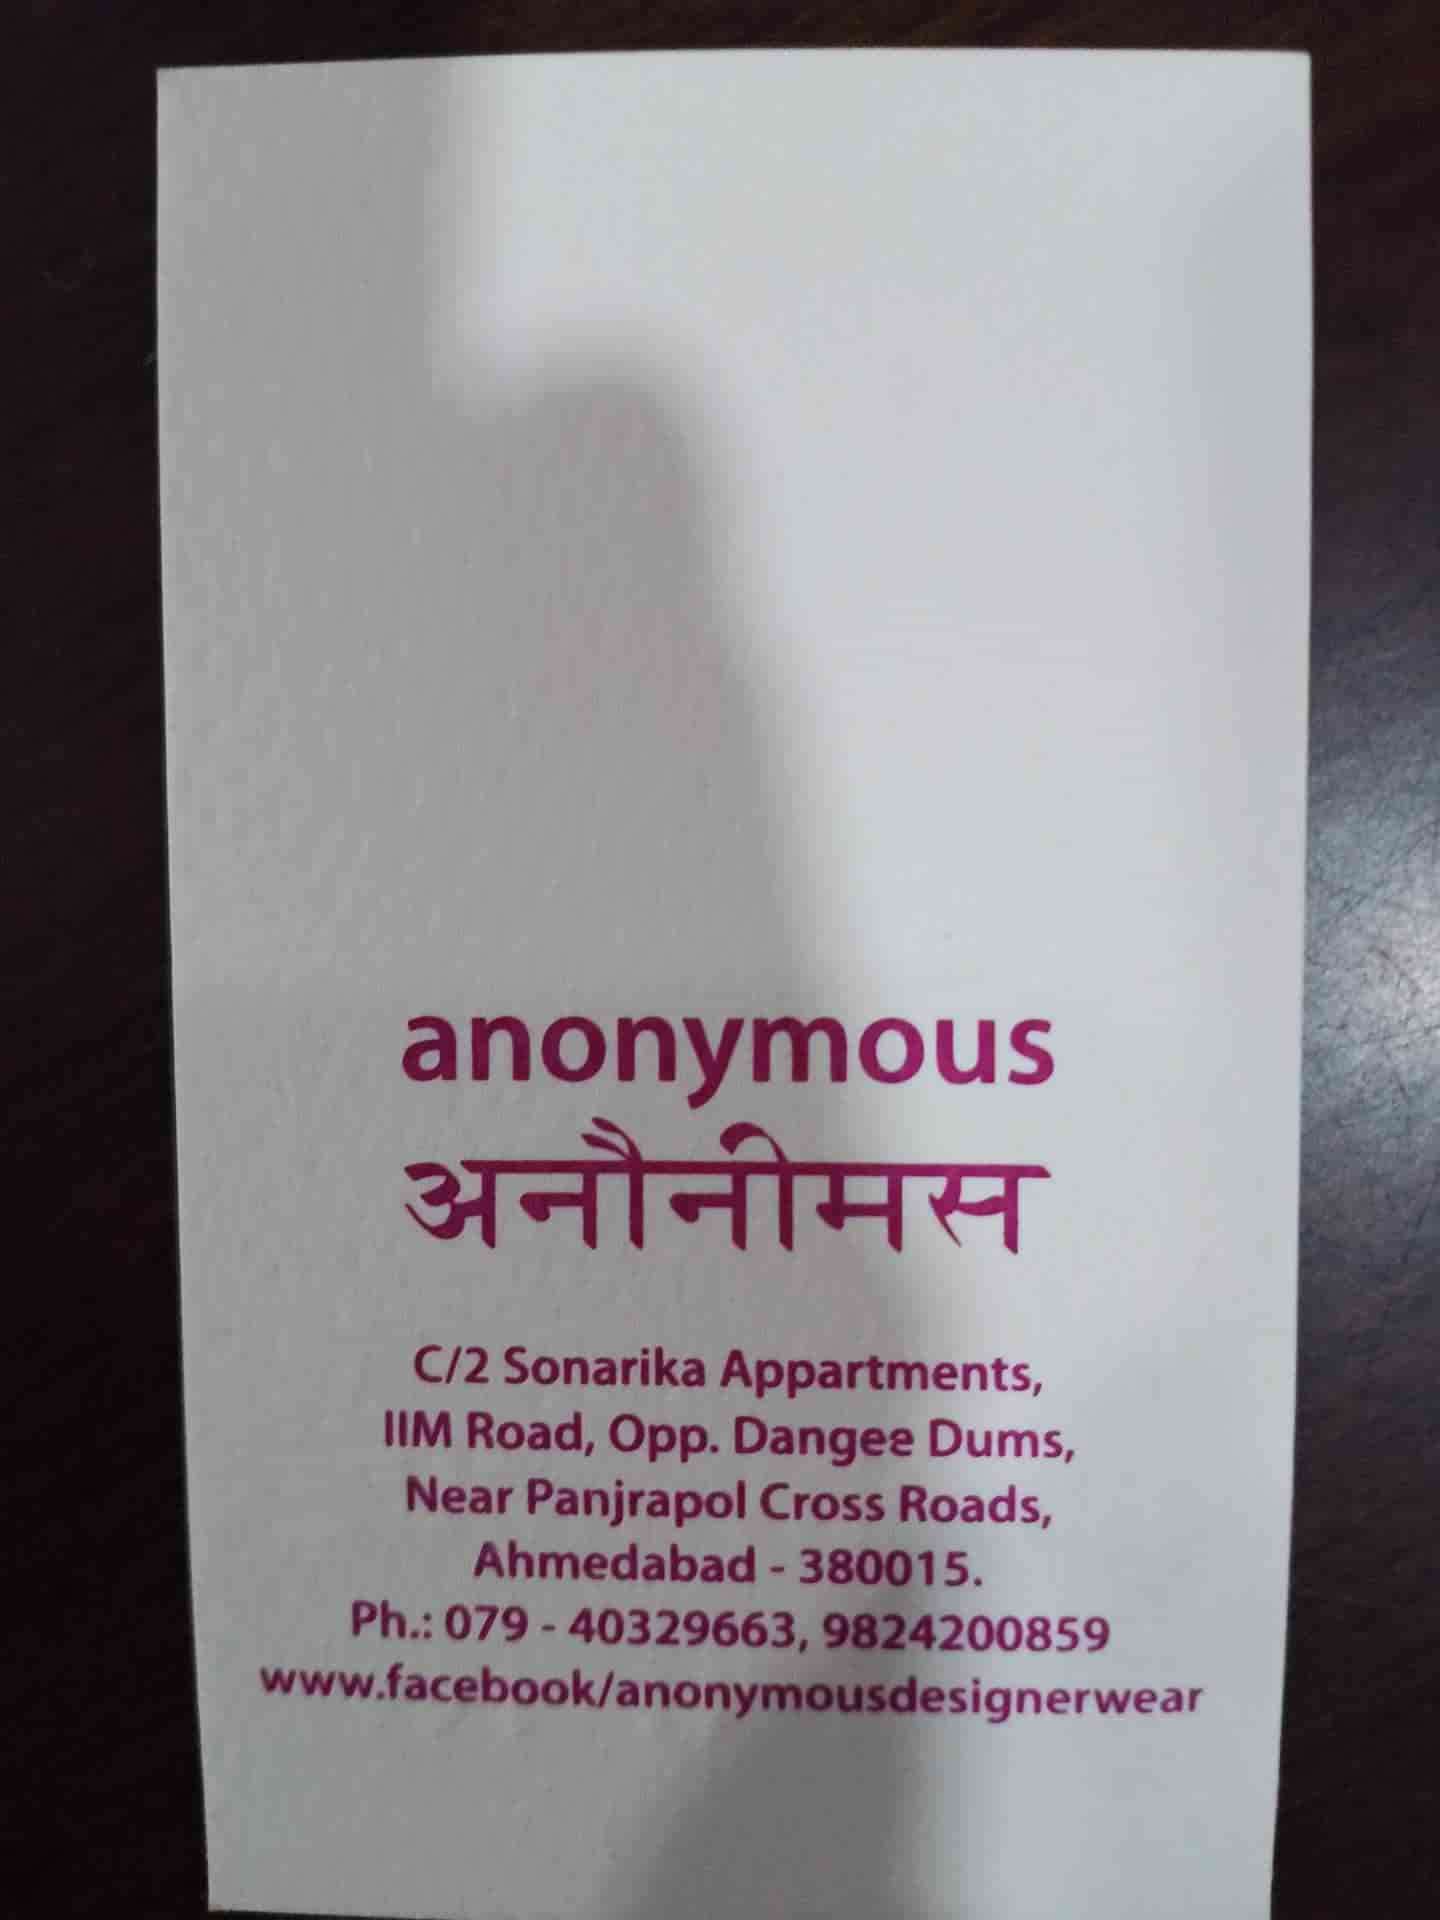 anonymous
अनौनीमस
C/2 Sonarika Appartments,
IIM Road, Opp. Dangee Dums,
Near Panjrapol Cross Roads,
Ahmedabad - 380015.
Ph.: 079 - 40329663, 9824200859
www.facebook/anonymousdesignerwear